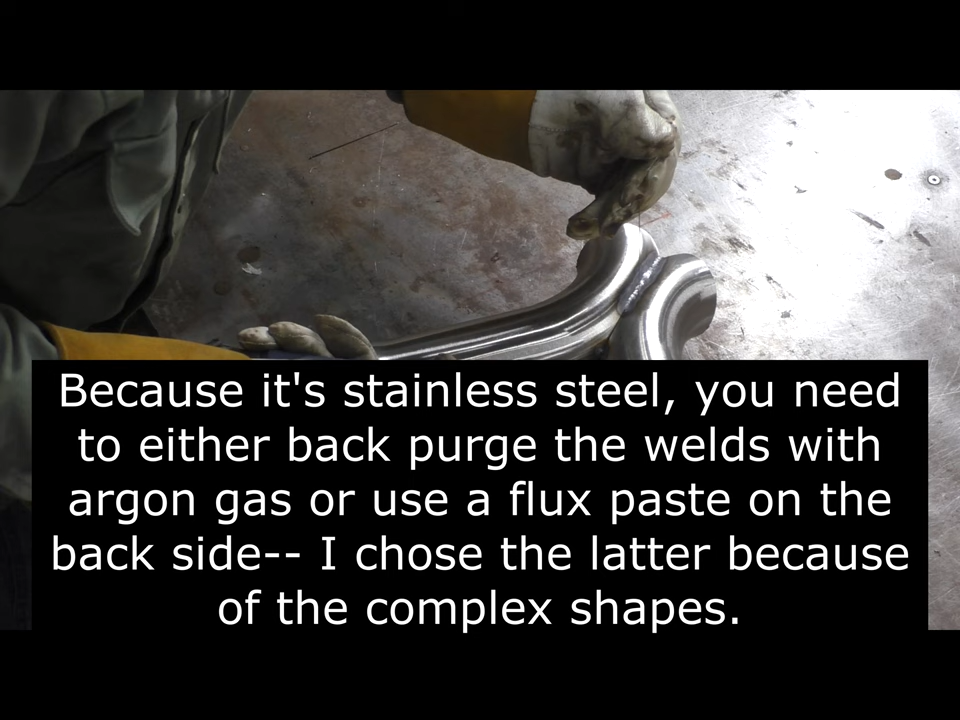 Because it's stainless steel, you need
to either back purge the welds with
argon gas or use a flux paste on the
back side-- I chose the latter because
of the complex shapes.